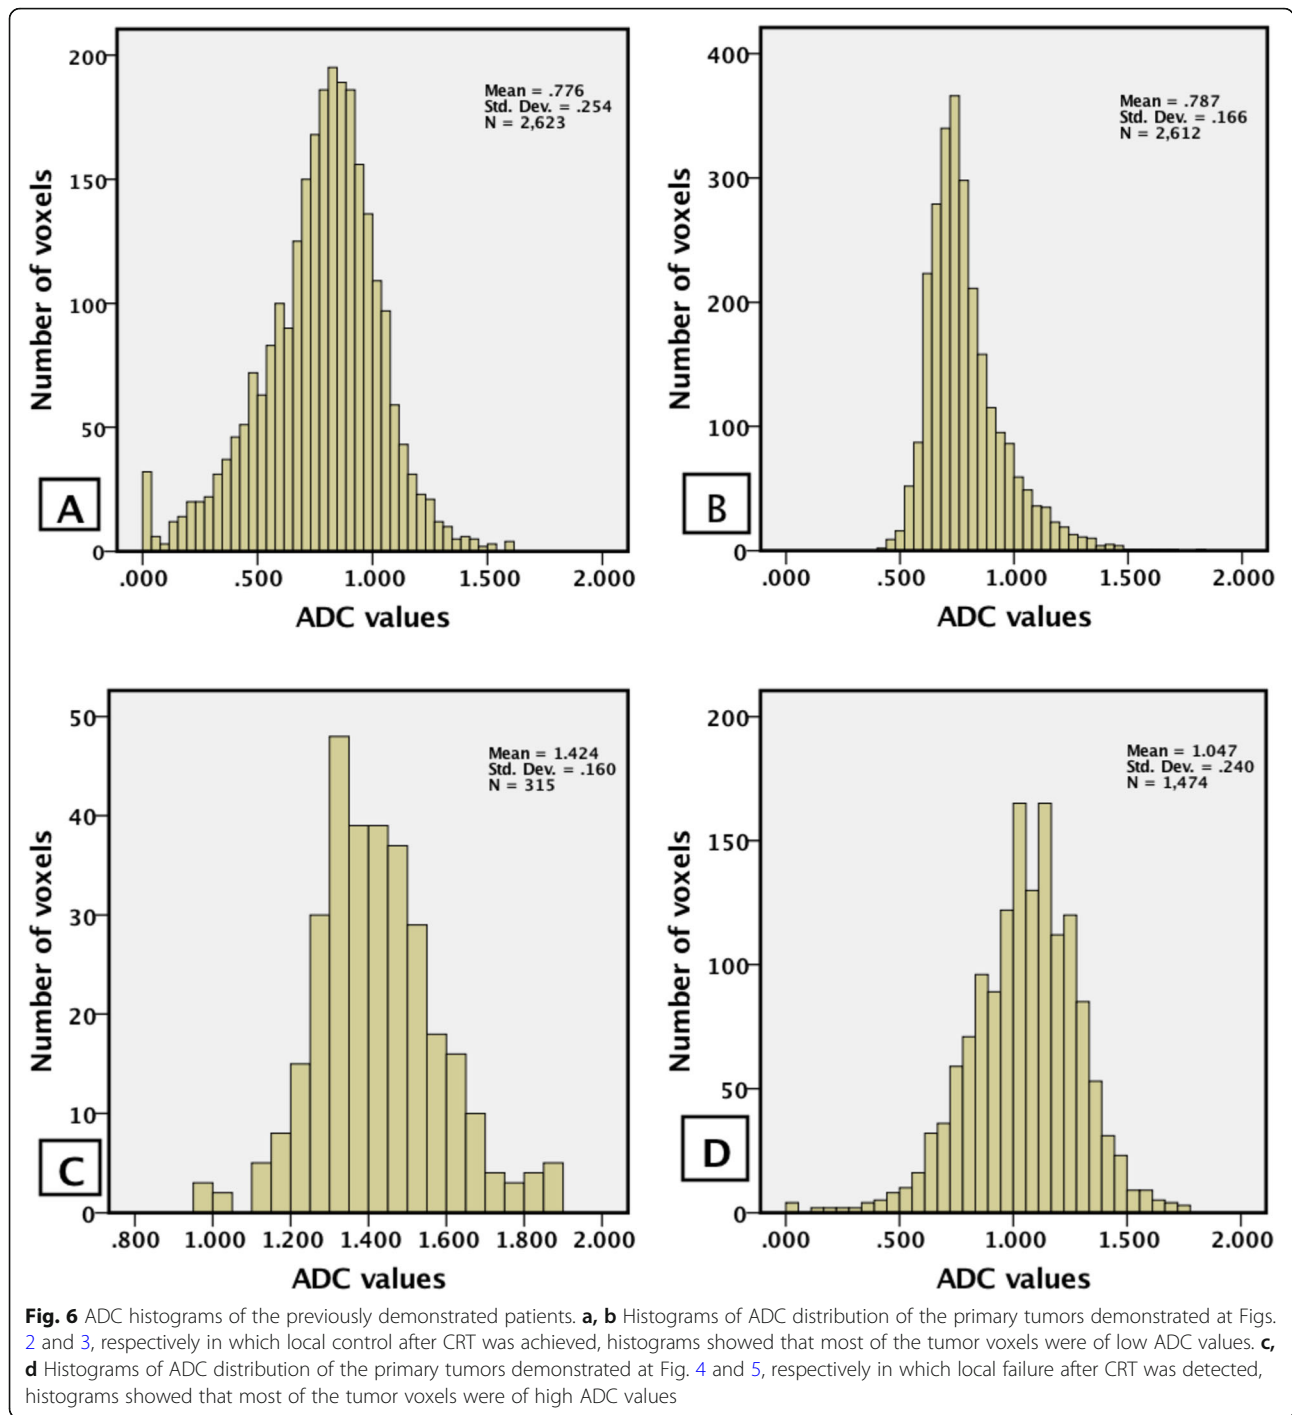 200
150
100
50
0
Number of voxels
Mean = .776
Std. Dev. = .254
N = 2,623
A
.000 .500 1.000 1.500 2.000
ADC values
400
300
200
100
0
Number of voxels
Mean = .787
Std. Dev. = .166
N = 2,612
B
.000 .500 1.000 1.500 2.000
ADC values
50
40
30
20
10
0
Number of voxels
Mean = 1.424
Std. Dev. = .160
N = 315
C
.800 1.000 1.200 1.400 1.600 1.800 2.000
ADC values
200
150
100
50
0
Number of voxels
Mean = 1.047
Std. Dev. = .240
N = 1,474
D
.000 .500 1.000 1.500 2.000
ADC values
Fig. 6 ADC histograms of the previously demonstrated patients. a, b Histograms of ADC distribution of the primary tumors demonstrated at Figs.
2 and 3, respectively in which local control after CRT was achieved, histograms showed that most of the tumor voxels were of low ADC values. c,
d Histograms of ADC distribution of the primary tumors demonstrated at Fig. 4 and 5, respectively in which local failure after CRT was detected,
histograms showed that most of the tumor voxels were of high ADC values